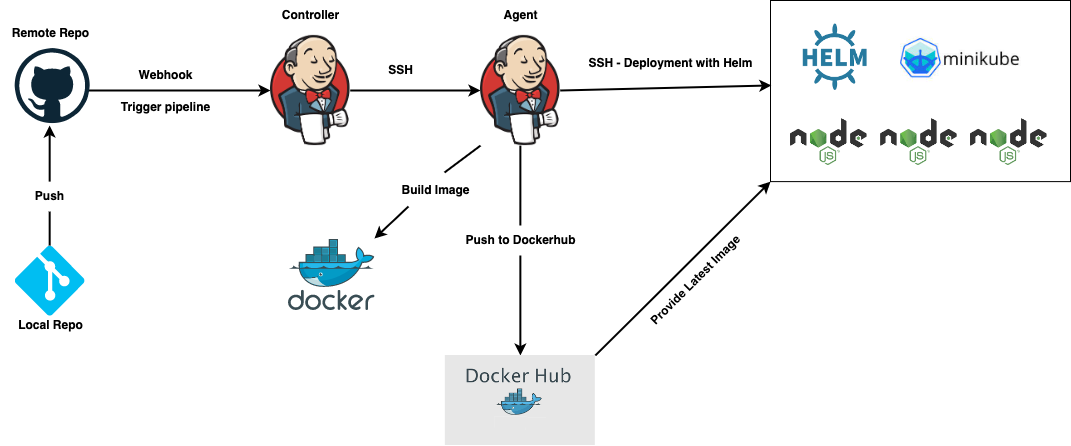 Controller
Agent
Remote Repo
Webhook
Trigger pipeline
SSH
SSH - Deployment with Helm
HELM
minikube
node
JS
node
JS
node
JS
Push
Build Image
Push to Dockerhub
Provide Latest Image
docker
Local Repo
Docker Hub